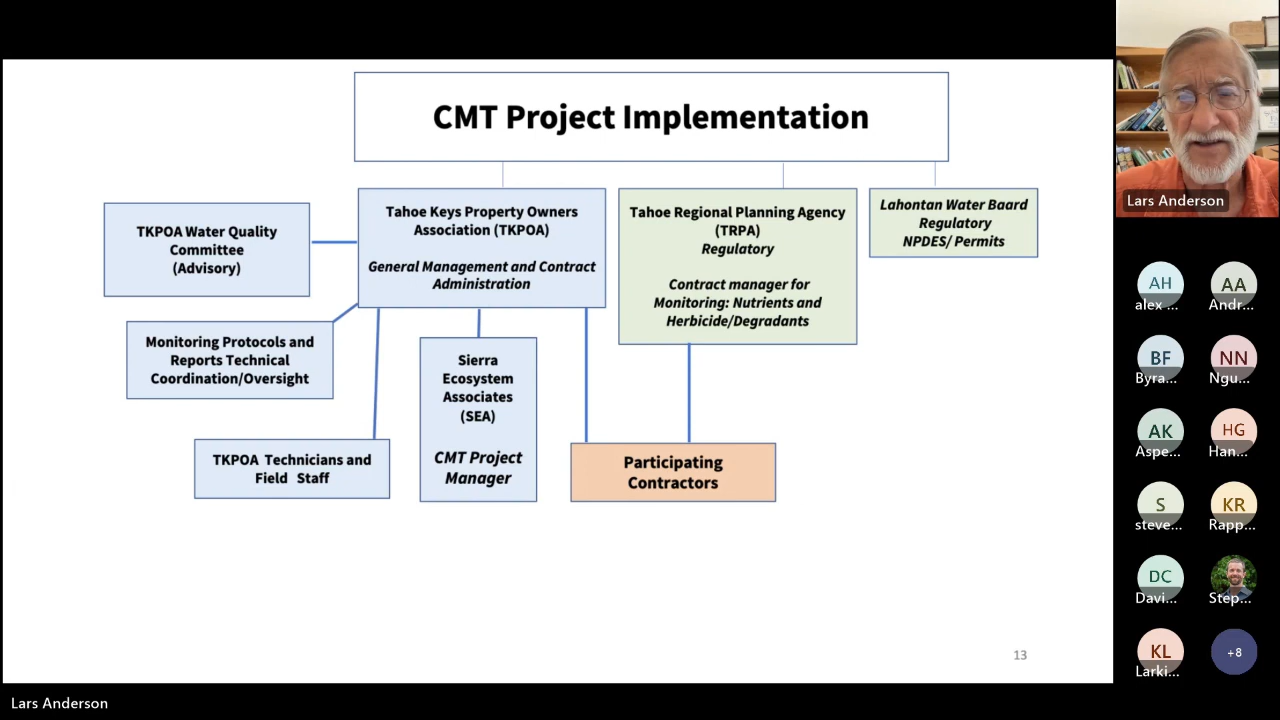 CMT Project Implementation
TKPOA Water Quality
Committee
(Advisory)
Tahoe Keys Property Owners
Association (TKPOA)
General Management and Contract
Administration
Tahoe Regional Planning Agency
(TRPA)
Regulatory
Contract manager for
Monitoring: Nutrients and
Herbicide/Degradants
Lahontan Water Baard
Regulatory
NPDES/ Permits
Monitoring Protocols and
Reports Technical
Coordination/Oversight
Sierra
Ecosystem
Associates
(SEA)
CMT Project
Manager
TKPOA Technicians and
Field Staff
Participating
Contractors
13
Lars Anderson
AH
alex ...
AA
Andr...
BF
Byra...
NN
Ngu...
AK
Aspe...
HG
Han...
S
steve...
KR
Rapp...
DC
Davi...
Step...
KL
Larki...
+8
Lars Anderson